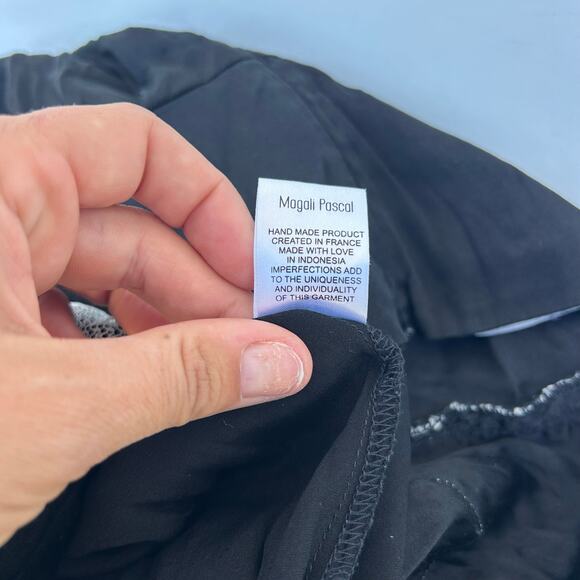 Magali Pascal
HAND MADE PRODUCT
CREATED IN FRANCE
MADE WITH LOVE
IN INDONESIA
IMPERFECTIONS ADD
TO THE UNIQUENESS
AND INDIVIDUALITY
OF THIS GARMENT